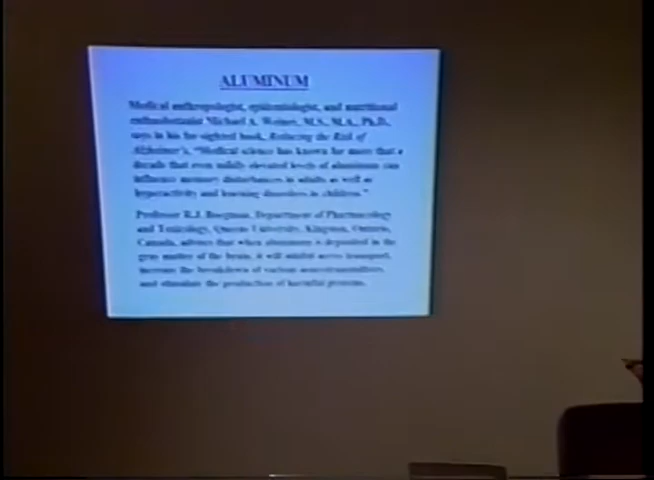 ALUMINUM
Medical anthropologist, epidemiologist, and nutritional
ethnobotanist Michael A. Weiner, M.S., M.A., Ph.D.,
says in his far-sighted book, Reducing the Risk of
Alzheimer's, "Medical science has known for more than a
decade that even mildly elevated levels of aluminum can
influence memory disturbances in adults as well as
hyperactivity and learning disorders in children."
Professor R.J. Boegman, Department of Pharmacology
and Toxicology, Queens University, Kingston, Ontario,
Canada, advises that when aluminum is deposited in the
gray matter of the brain, it will inhibit nerve transport,
increase the breakdown of various neurotransmitters,
and stimulate the production of harmful proteins.